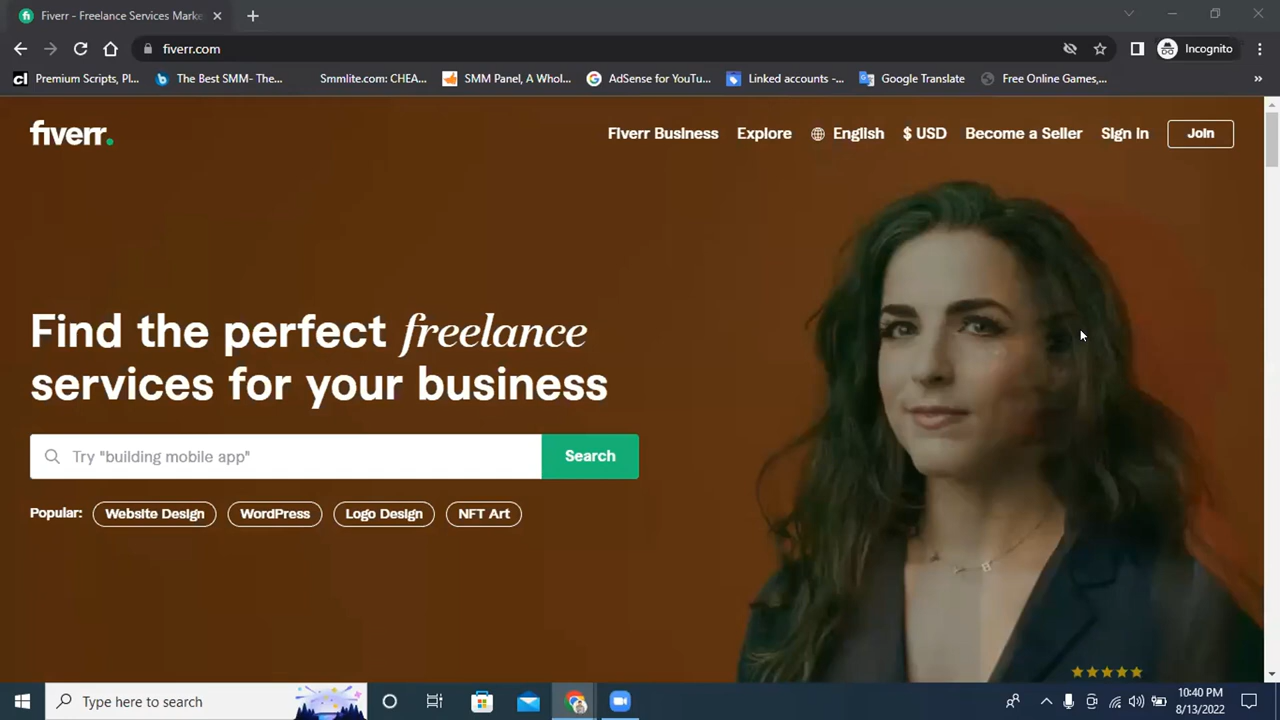 Fiverr - Freelance Services Marke
fiverr.com
Incognito
Premium Scripts, Pl...
The Best SMM- The...
Smmlite.com: CHEA...
SMM Panel, A Whol...
AdSense for YouTu...
Linked accounts -...
Google Translate
Free Online Games,...
fiverr.
Fiverr Business
Explore
English
$ USD
Become a Seller
Sign in
Join
Find the perfect freelance
services for your business
Try "building mobile app"
Search
Popular:
Website Design
WordPress
Logo Design
NFT Art
Type here to search
8/13/2022